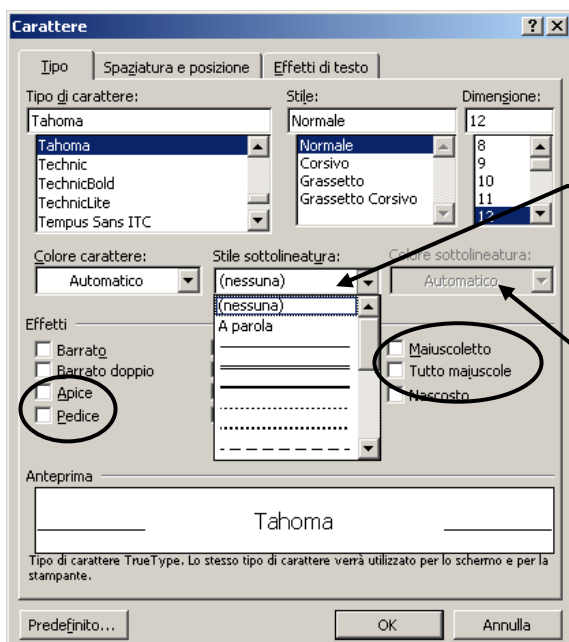 Carattere
Tipo
Spaziatura e posizione
Effetti di testo
Tipo di carattere:
Stile:
Dimensione:
Tahoma
Normale
12
Tahoma
Technic
TechnicBold
TechnicLite
Tempus Sans ITC
Normale
Corsivo
Grassetto
Grassetto Corsivo
8
9
10
11
12
Colore carattere:
Stile sottolineatura:
Colore sottolineatura:
Automatico
(nessuna)
Automatico
(nessuna)
A parola
Effetti
Barrato
Barrato doppio
Apice
Pedice
Maiuscoletto
Tutto maiuscole
Nascosto
Anteprima
Tahoma
Tipo di carattere TrueType. Lo stesso tipo di carattere verrà utilizzato per lo schermo e per la
stampante.
Predefinito...
OK
Annulla